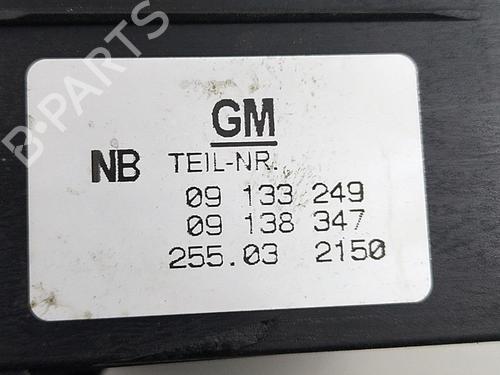 B-PARTS
GM
NB TEIL-NR.
09 133 249
09 138 347
255.03 2150